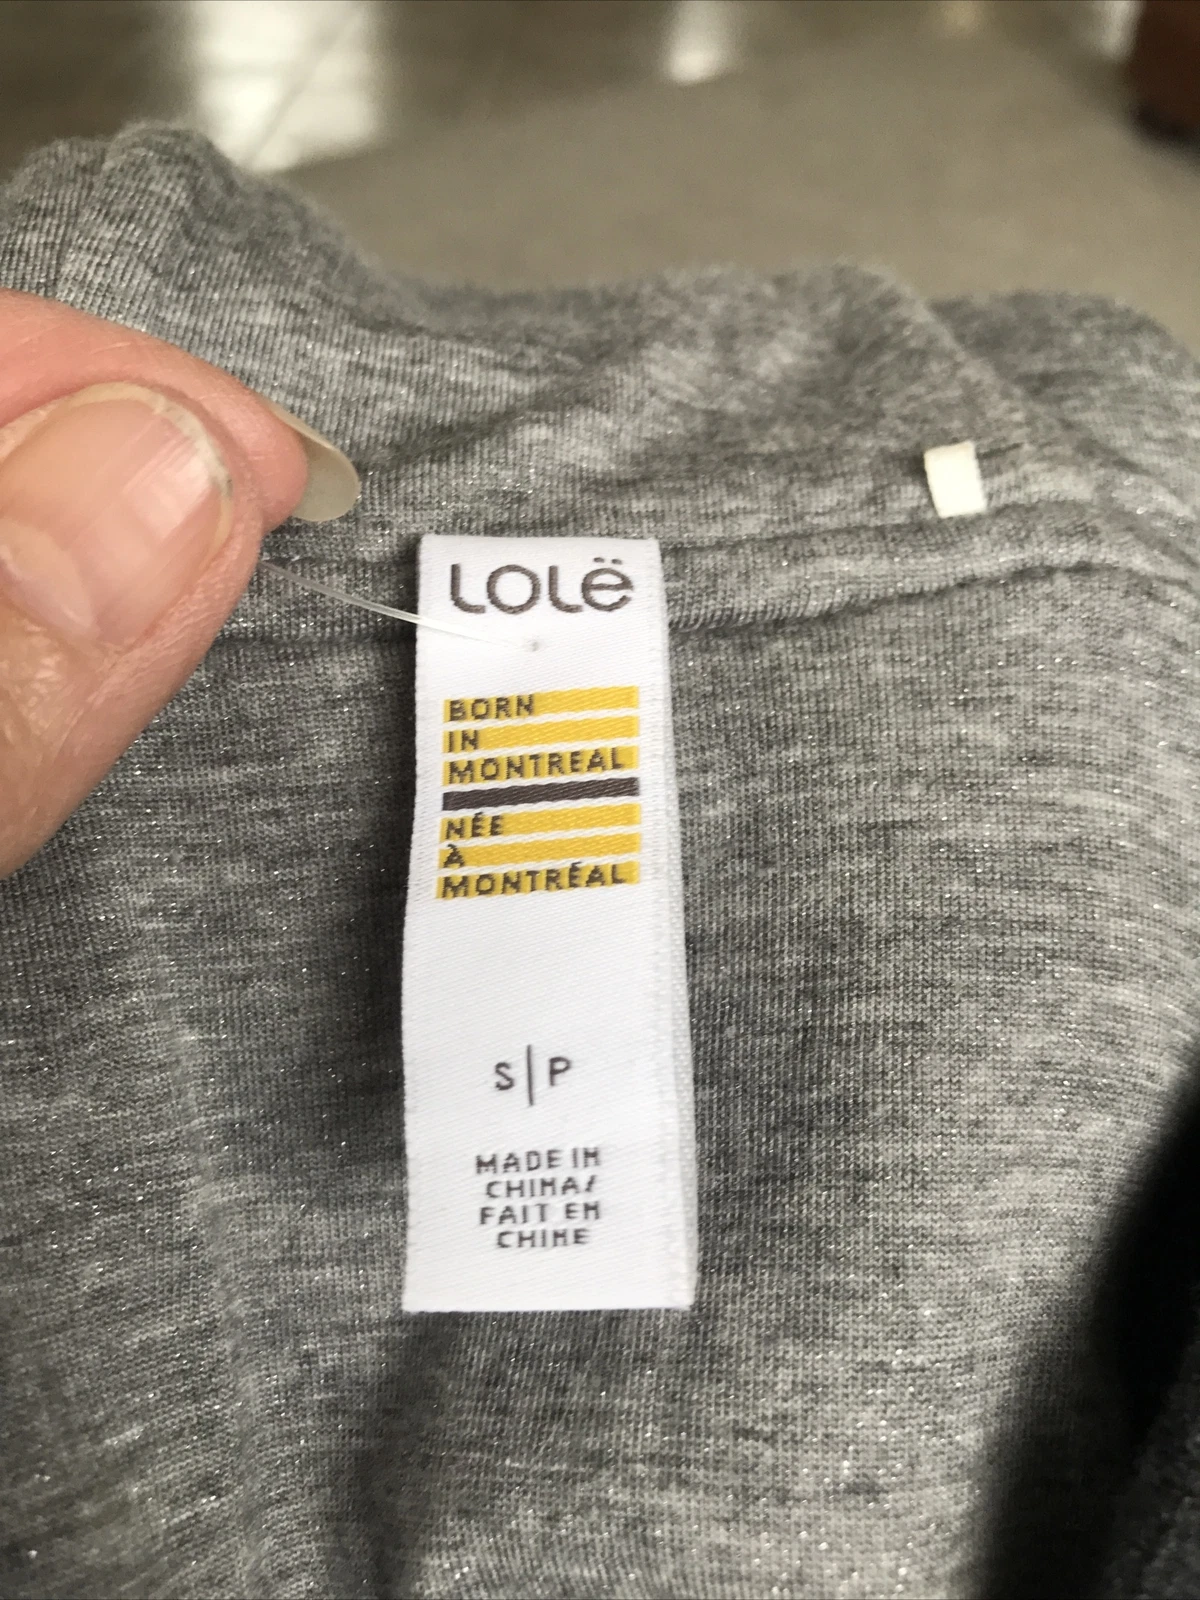 Lolë
BORN
IN
MONTREAL
NÉE
À
MONTRÉAL
S|P
MADE IN
CHINA/
FAIT EN
CHINE